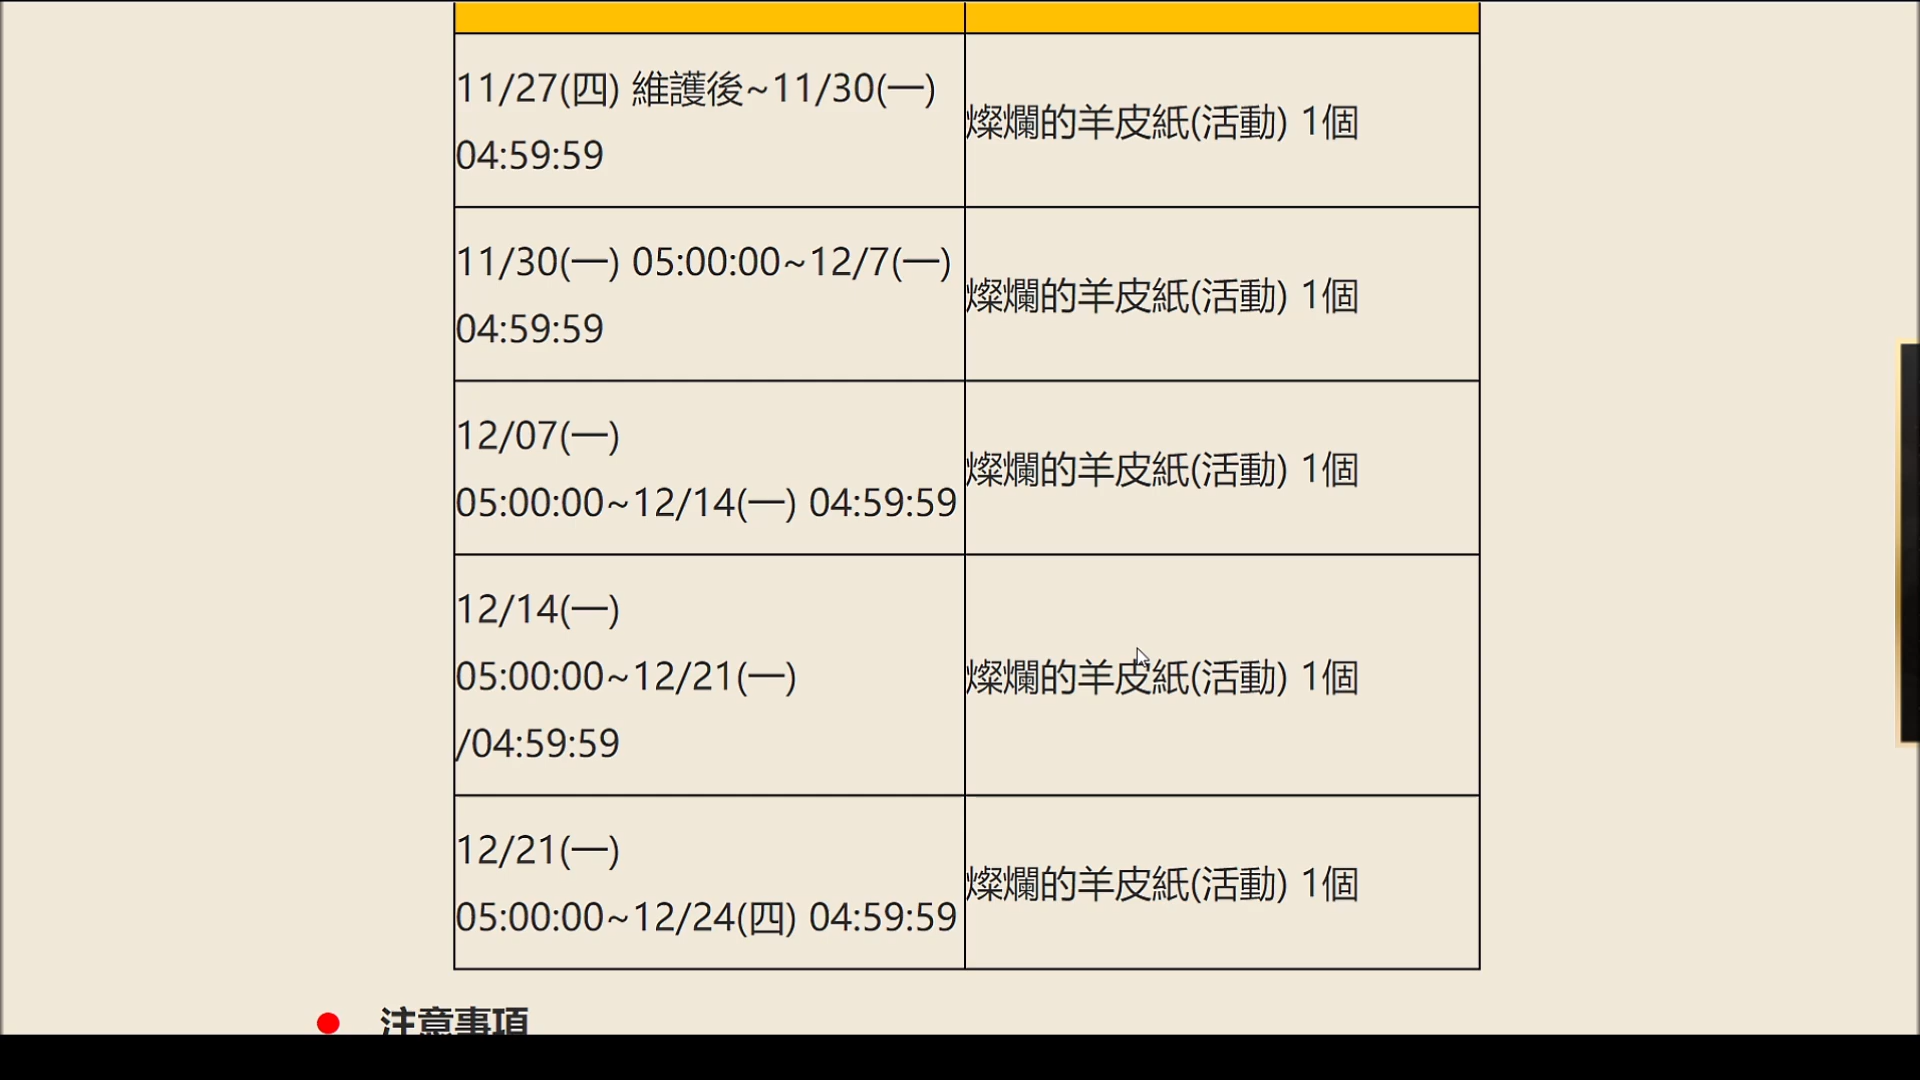 11/27(四) 維護後~11/30(一)
04:59:59
燦爛的羊皮紙(活動) 1個
11/30(一) 05:00:00~12/7(一)
04:59:59
燦爛的羊皮紙(活動) 1個
12/07(一)
05:00:00~12/14(一) 04:59:59
燦爛的羊皮紙(活動) 1個
12/14(一)
05:00:00~12/21(一)
/04:59:59
燦爛的羊皮紙(活動) 1個
12/21(一)
05:00:00~12/24(四) 04:59:59
燦爛的羊皮紙(活動) 1個
注意事項